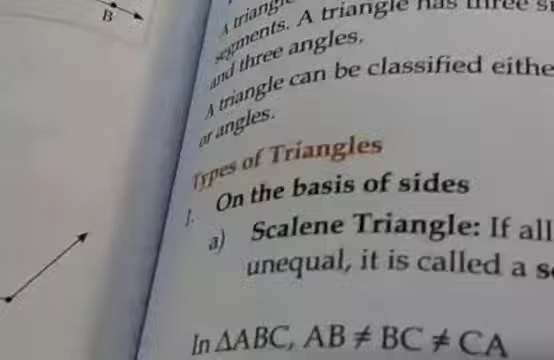 B
A triangle
segments. A triangle has three
and three angles.
A triangle can be classified
or angles.
Types of Triangles
1. On the basis of sides
a) Scalene Triangle: If all
unequal, it is called a
In ΔABC, AB ≠ BC ≠ CA